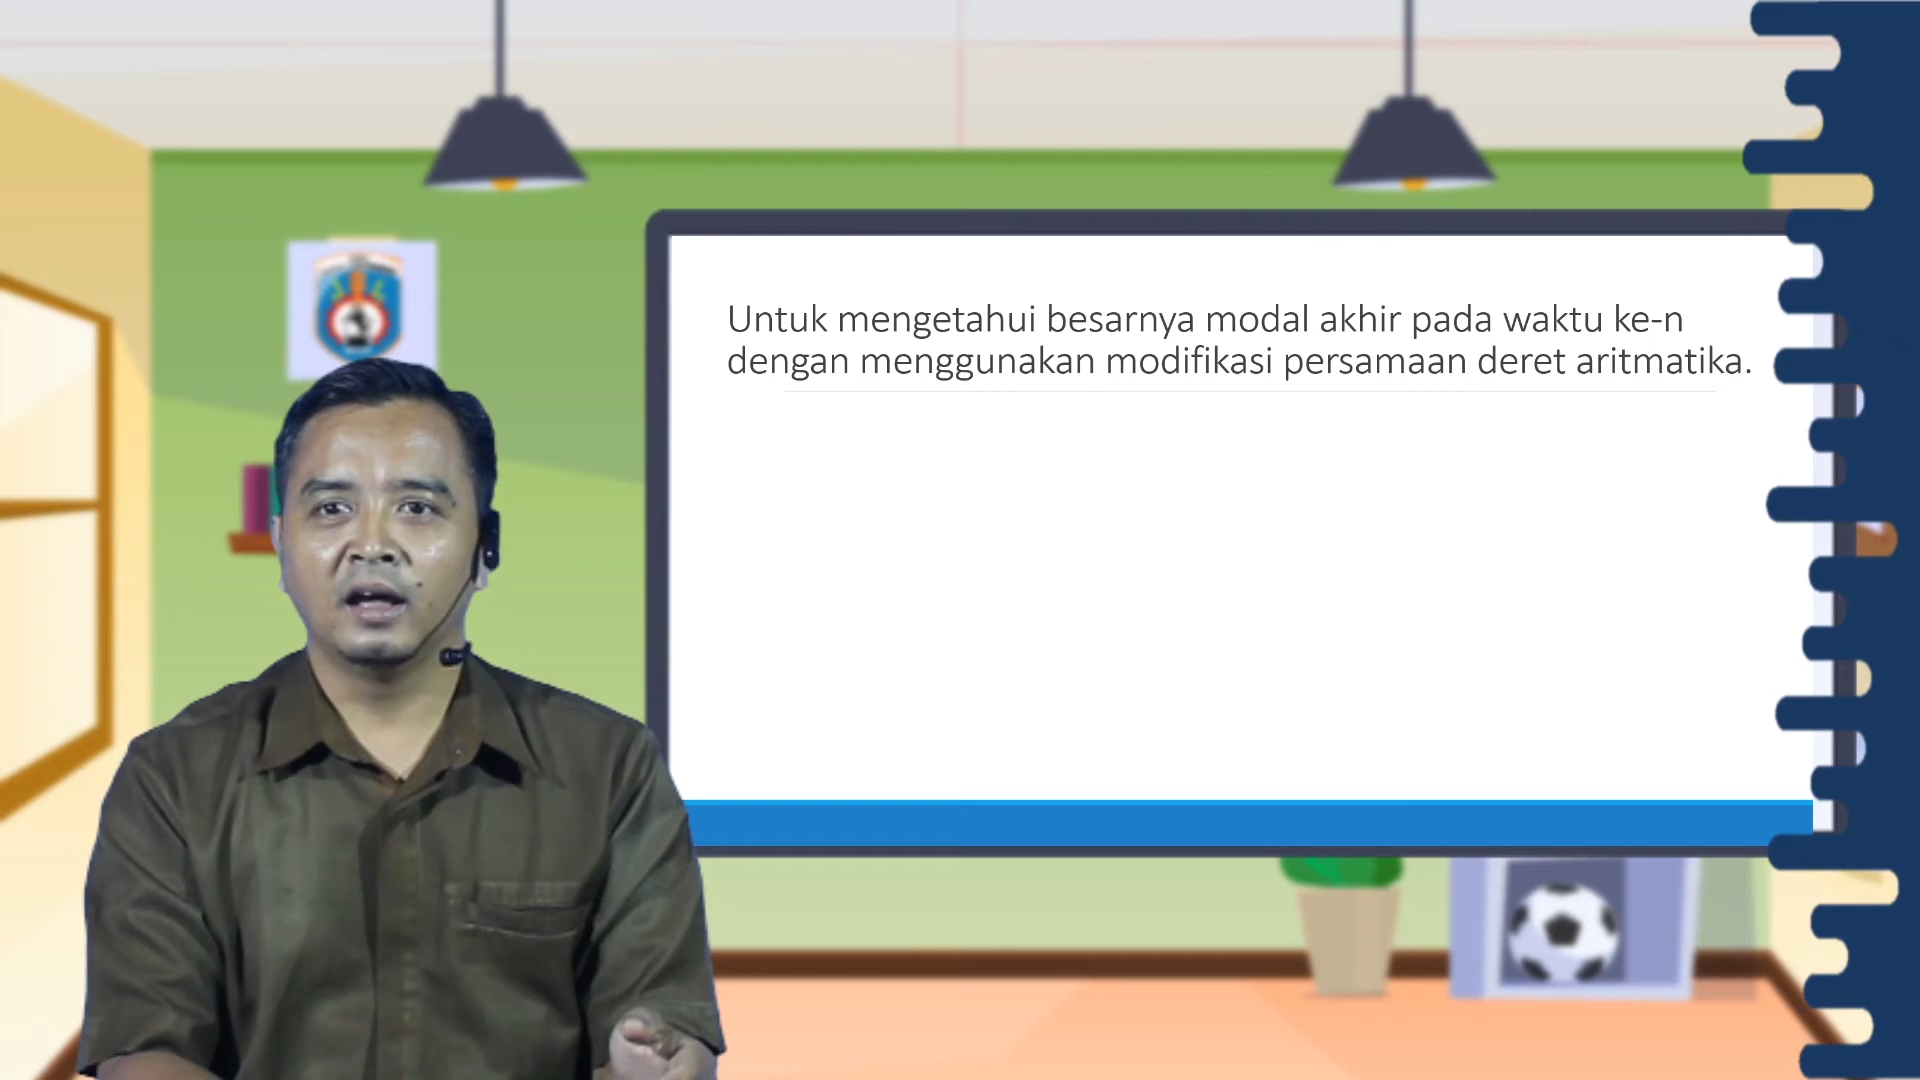 Untuk mengetahui besarnya modal akhir pada waktu ke-n
dengan menggunakan modifikasi persamaan deret aritmatika.